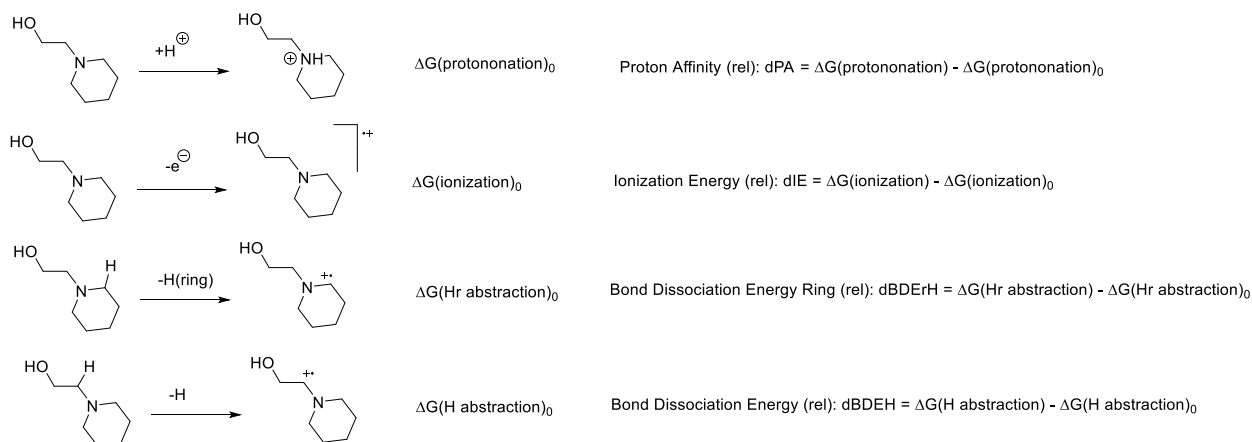 HO
N
+H⊕
HO
⊕
NH
ΔG(protononation)₀
Proton Affinity (rel): dPA = ΔG(protononation) - ΔG(protononation)₀
HO
N
-e⊖
HO
N
•+
ΔG(ionization)₀
Ionization Energy (rel): dIE = ΔG(ionization) - ΔG(ionization)₀
HO
H
N
-H(ring)
HO
N
+•
ΔG(Hr abstraction)₀
Bond Dissociation Energy Ring (rel): dBDErH = ΔG(Hr abstraction) - ΔG(Hr abstraction)₀
HO
H
N
-H
HO
+•
N
ΔG(H abstraction)₀
Bond Dissociation Energy (rel): dBDEH = ΔG(H abstraction) - ΔG(H abstraction)₀